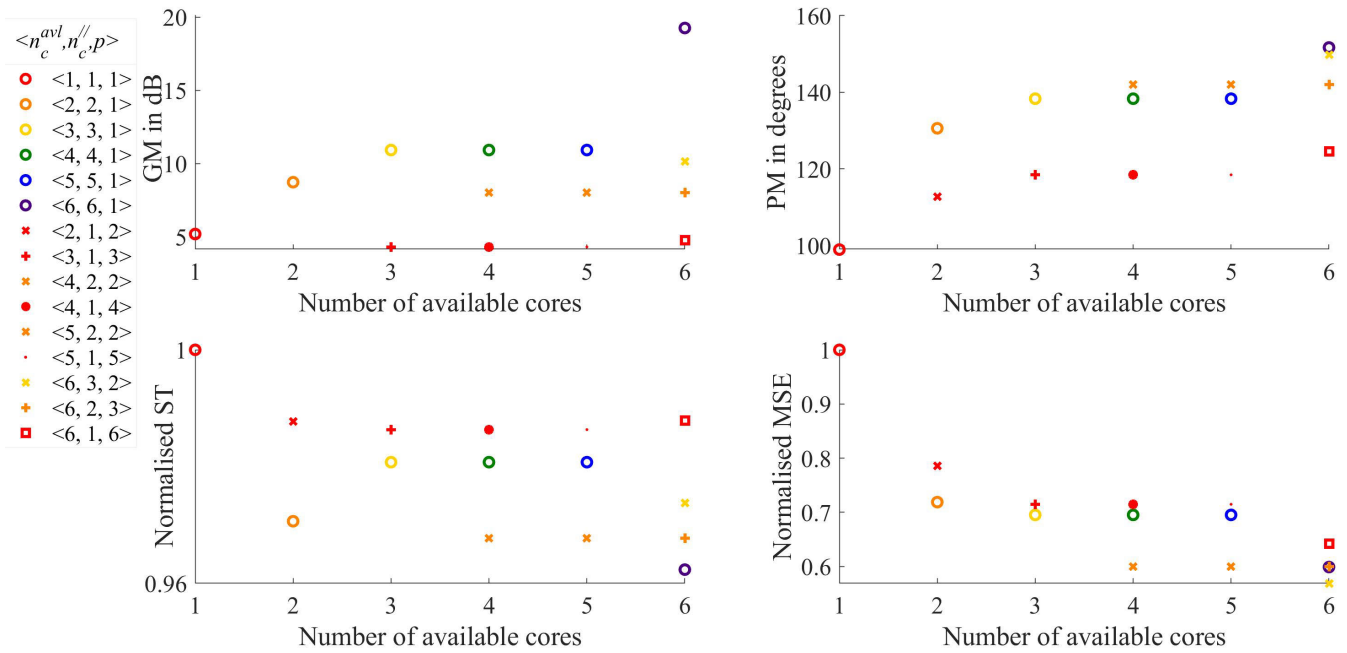 <n_c^avl, n_c^//, p>
<1, 1, 1>
<2, 2, 1>
<3, 3, 1>
<4, 4, 1>
<5, 5, 1>
<6, 6, 1>
<2, 1, 2>
<3, 1, 3>
<4, 2, 2>
<4, 1, 4>
<5, 2, 2>
<5, 1, 5>
<6, 3, 2>
<6, 2, 3>
<6, 1, 6>
GM in dB
20
15
10
5
1 2 3 4 5 6
Number of available cores
PM in degrees
160
140
120
100
1 2 3 4 5 6
Number of available cores
Normalised ST
1
0.96
1 2 3 4 5 6
Number of available cores
Normalised MSE
1
0.9
0.8
0.7
0.6
1 2 3 4 5 6
Number of available cores